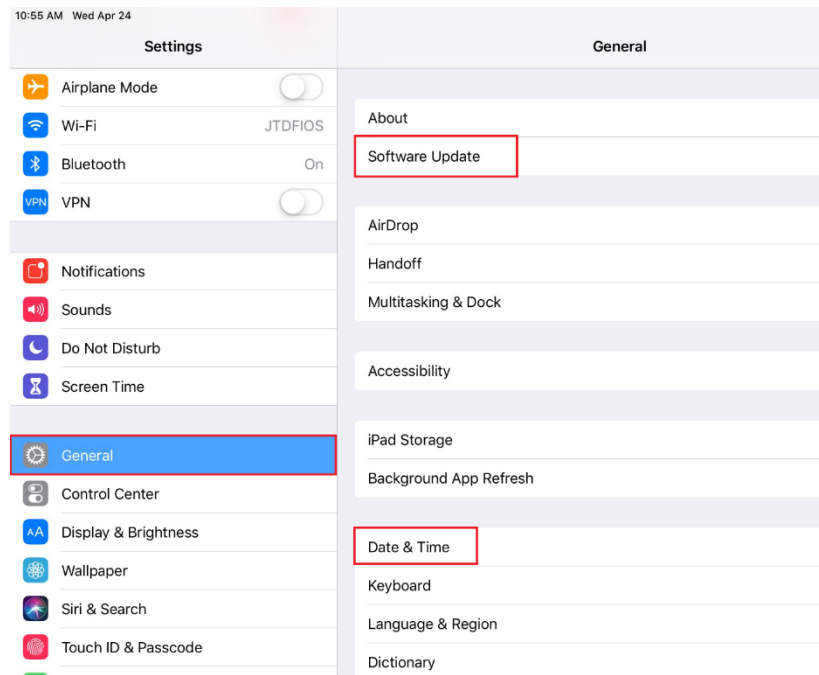 10:55 AM Wed Apr 24
Settings
Airplane Mode
Wi-Fi JTDFIOS
Bluetooth On
VPN VPN
Notifications
Sounds
Do Not Disturb
Screen Time
General
Control Center
AA Display & Brightness
Wallpaper
Siri & Search
Touch ID & Passcode
General
About
Software Update
AirDrop
Handoff
Multitasking & Dock
Accessibility
iPad Storage
Background App Refresh
Date & Time
Keyboard
Language & Region
Dictionary